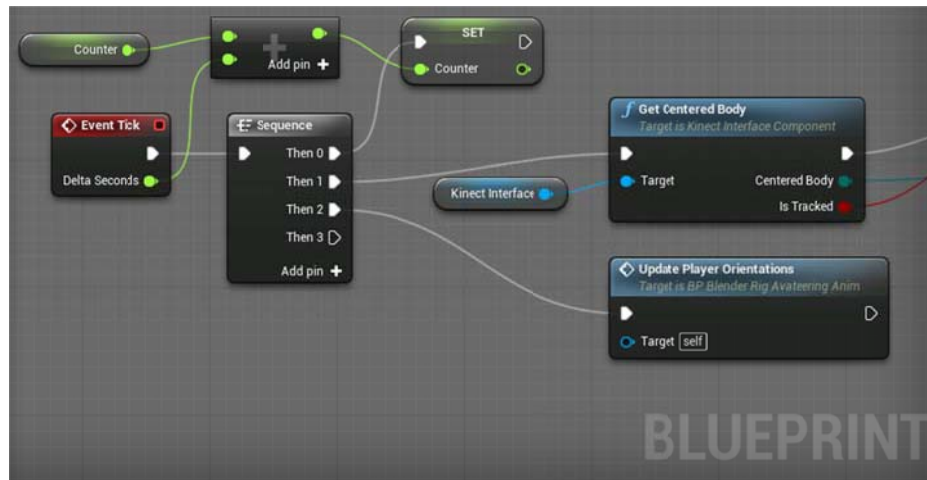 Counter
Add pin +
SET
Counter
Event Tick
Delta Seconds
Sequence
Then 0
Then 1
Then 2
Then 3
Add pin +
Kinect Interface
f Get Centered Body
Target is Kinect Interface Component
Target
Centered Body
Is Tracked
Update Player Orientations
Target is BP Blender Rig Avateering Anim
Target self
BLUEPRINT